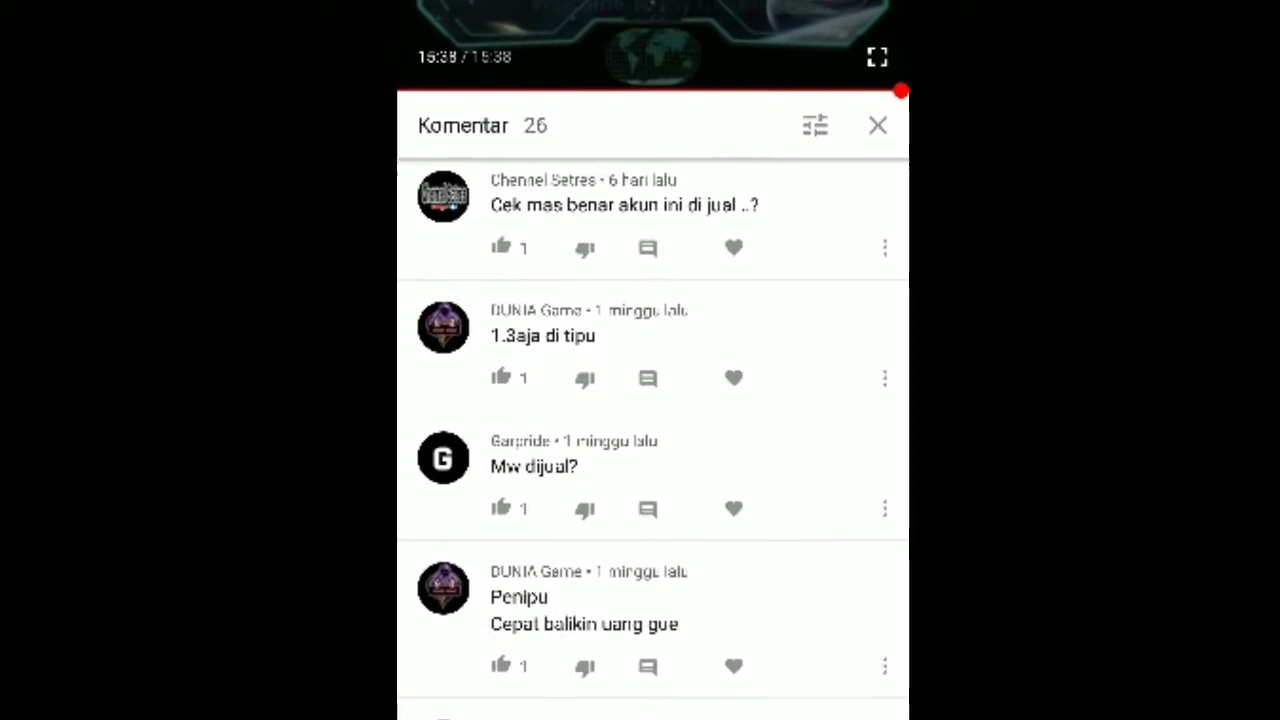 15:38 / 15:38
Komentar 26
Chennel Setres • 6 hari lalu
Cek mas benar akun ini di jual ..?
1
DUNIA Game • 1 minggu lalu
1.3aja di tipu
1
G
Garpride • 1 minggu lalu
Mw dijual?
1
DUNIA Game • 1 minggu lalu
Penipu
Cepat balikin uang gue
1